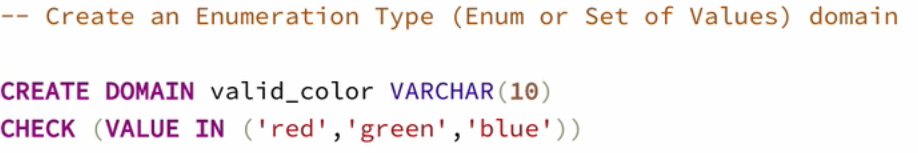 -- Create an Enumeration Type (Enum or Set of Values) domain
CREATE DOMAIN valid_color VARCHAR(10)
CHECK (VALUE IN ('red','green','blue'))